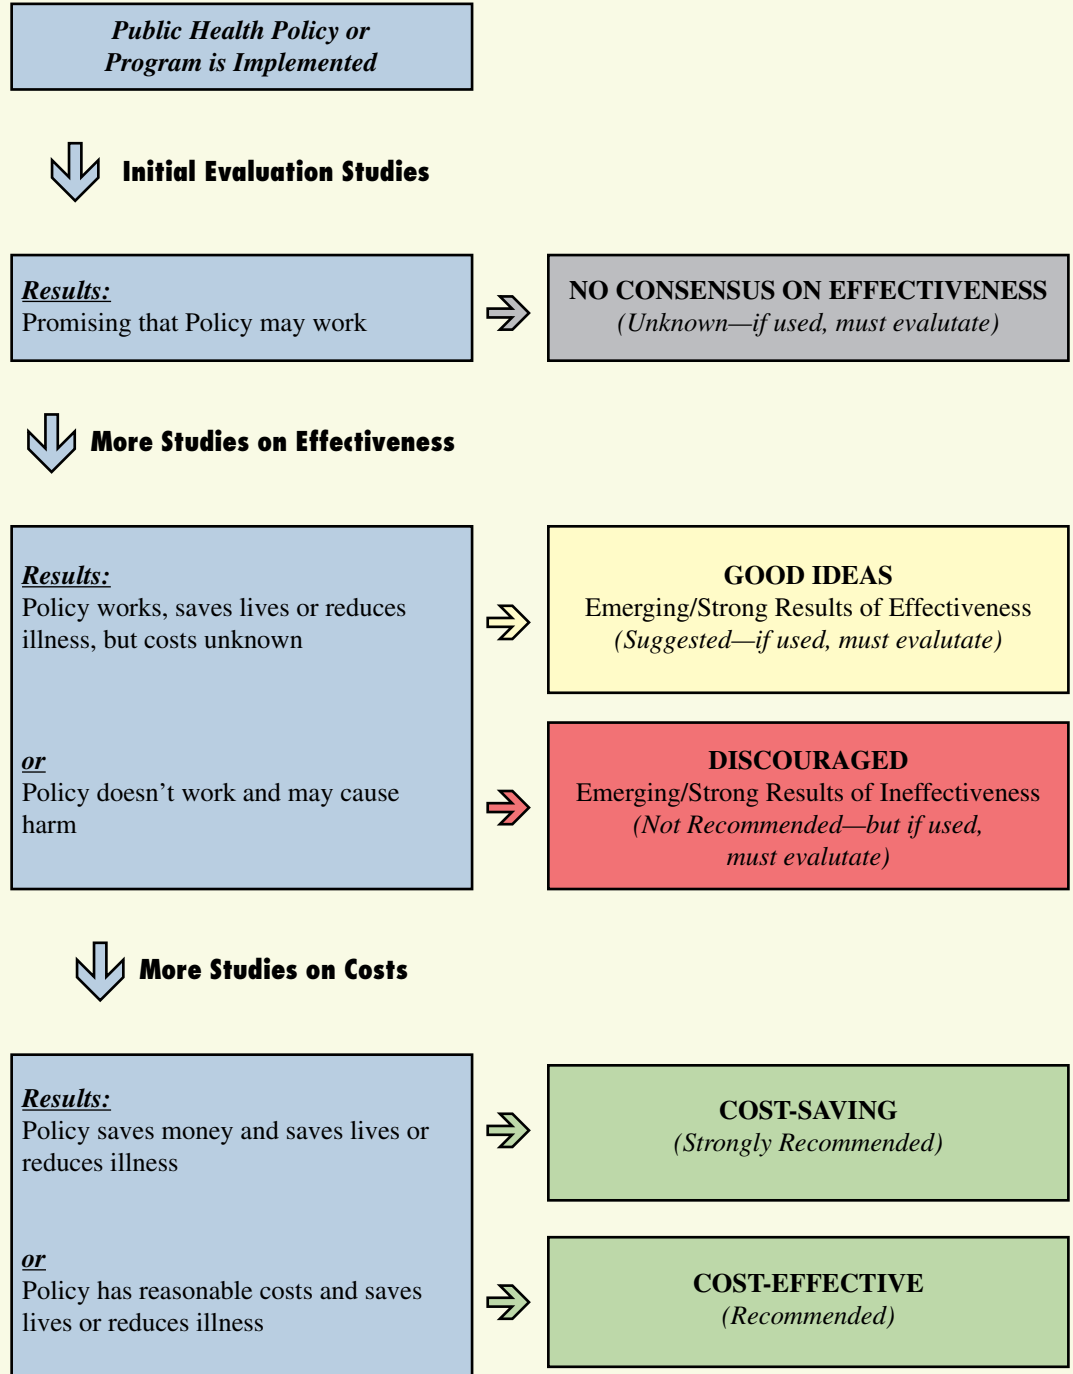 Public Health Policy or
Program is Implemented
Initial Evaluation Studies
Results:
Promising that Policy may work
NO CONSENSUS ON EFFECTIVENESS
(Unknown—if used, must evalutate)
More Studies on Effectiveness
Results:
Policy works, saves lives or reduces
illness, but costs unknown
GOOD IDEAS
Emerging/Strong Results of Effectiveness
(Suggested—if used, must evalutate)
or
Policy doesn't work and may cause
harm
DISCOURAGED
Emerging/Strong Results of Ineffectiveness
(Not Recommended—but if used,
must evalutate)
More Studies on Costs
Results:
Policy saves money and saves lives or
reduces illness
COST-SAVING
(Strongly Recommended)
or
Policy has reasonable costs and saves
lives or reduces illness
COST-EFFECTIVE
(Recommended)